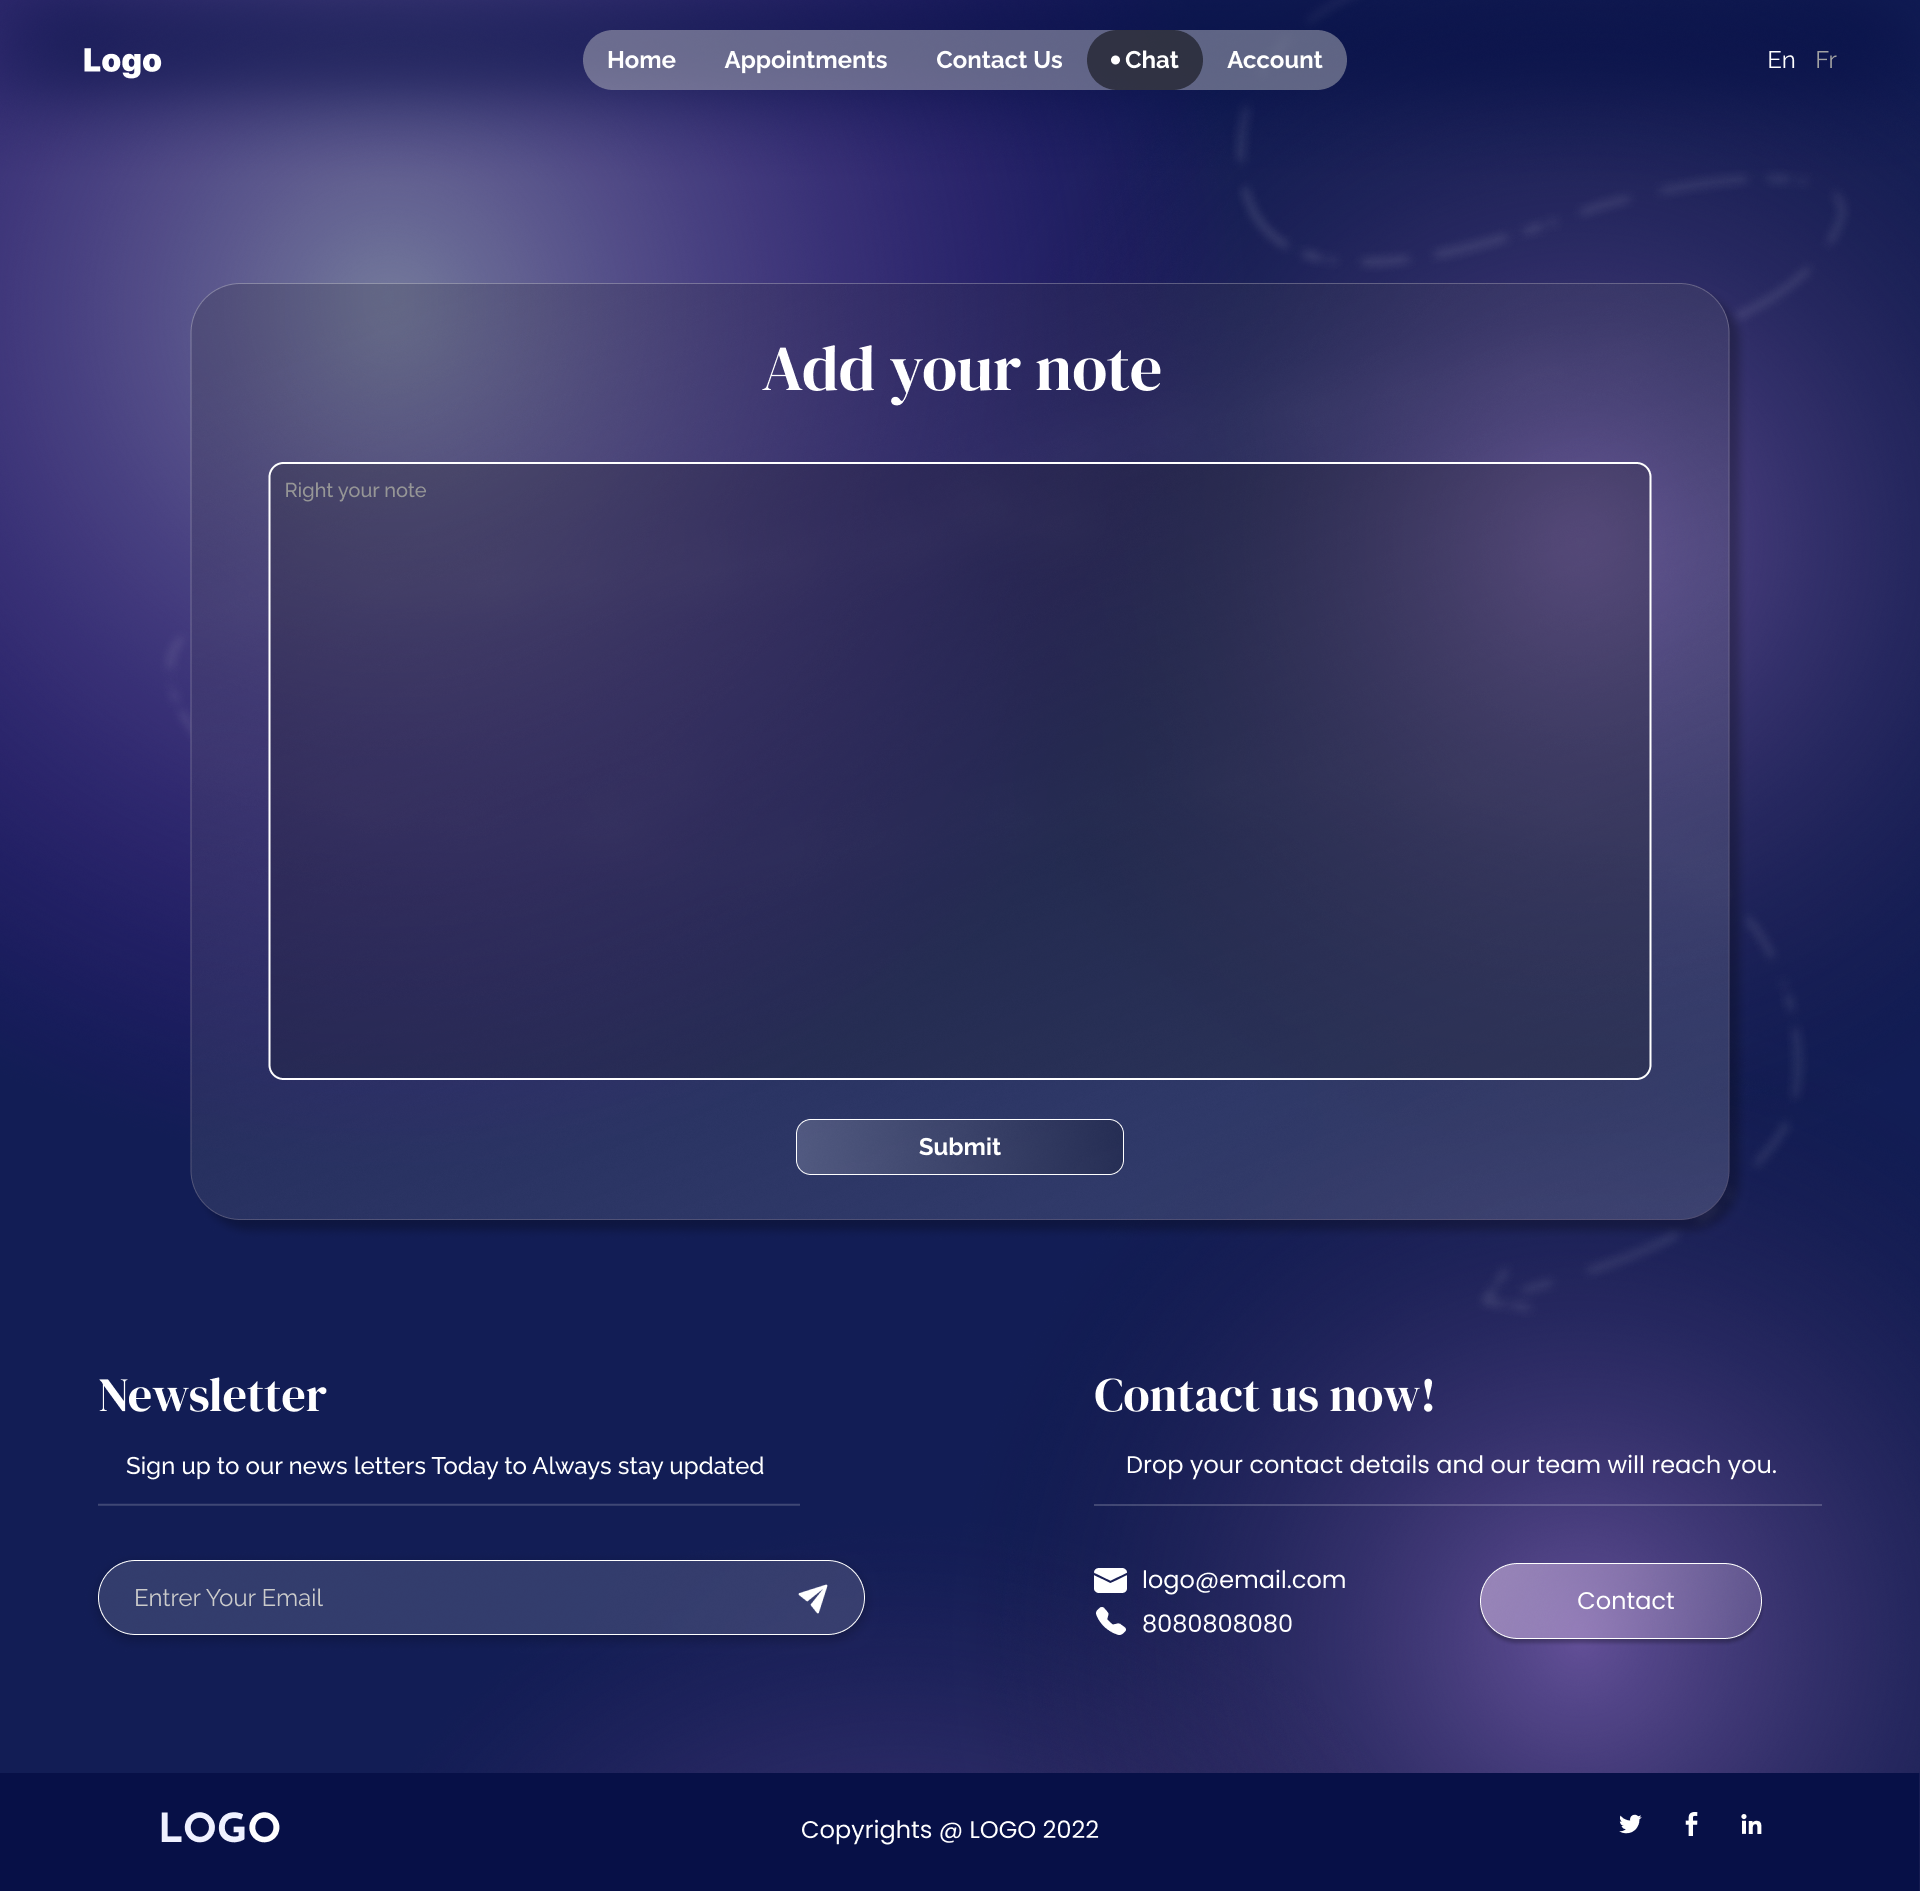 Logo
Home Appointments Contact Us Chat Account
En Fr
Add your note
Right your note
Submit
Newsletter
Sign up to our news letters Today to Always stay updated
Entrer Your Email
Contact us now!
Drop your contact details and our team will reach you.
logo@email.com
8080808080
Contact
LOGO
Copyrights @ LOGO 2022